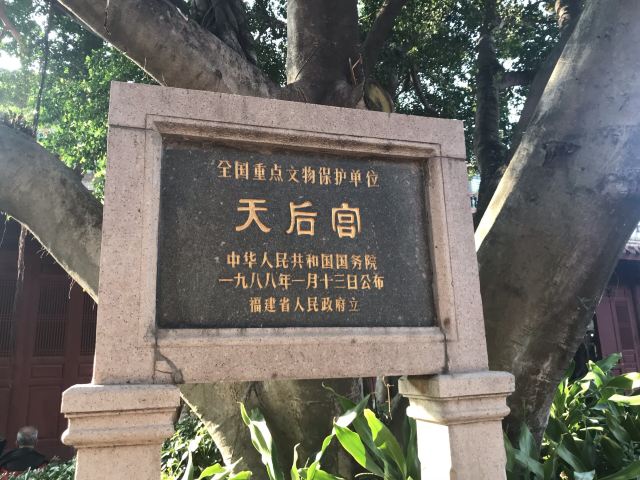 全国重点文物保护单位
天后宫
中华人民共和国国务院
一九八八年一月十三日公布
福建省人民政府立